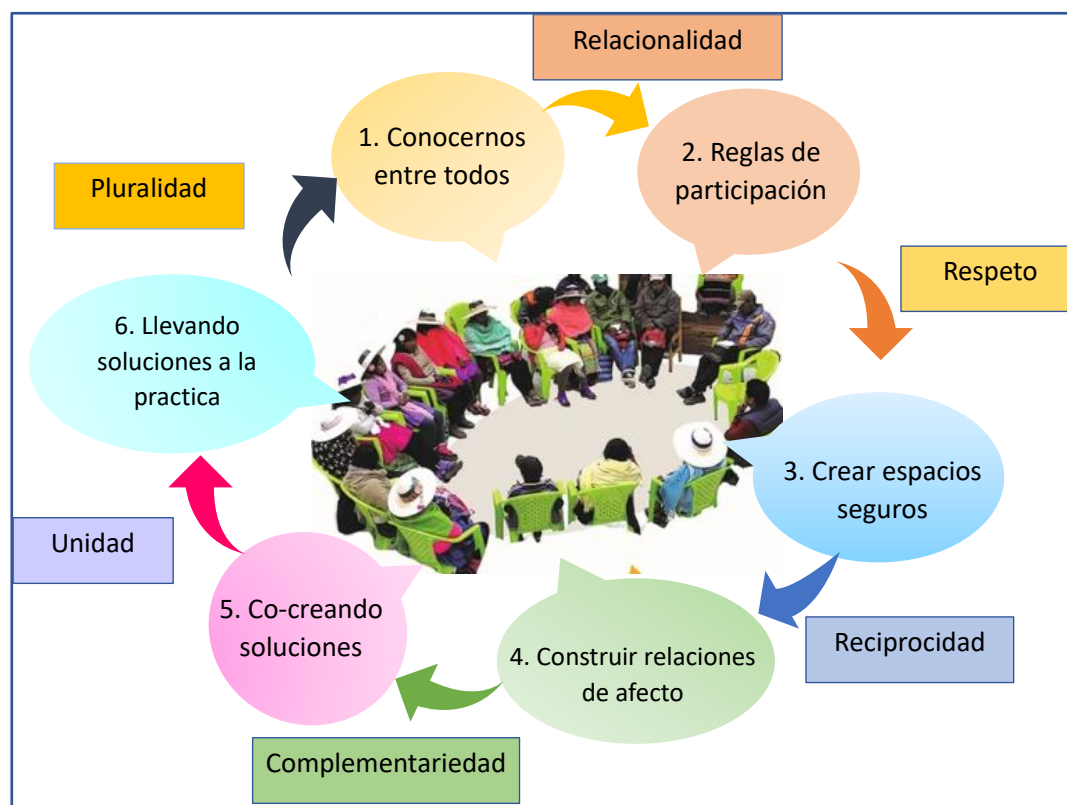 Relacionalidad
1. Conocernos
entre todos
2. Reglas de
participación
Pluralidad
Respeto
6. Llevando
soluciones a la
practica
3. Crear espacios
seguros
Unidad
5. Co-creando
soluciones
4. Construir relaciones
de afecto
Reciprocidad
Complementariedad